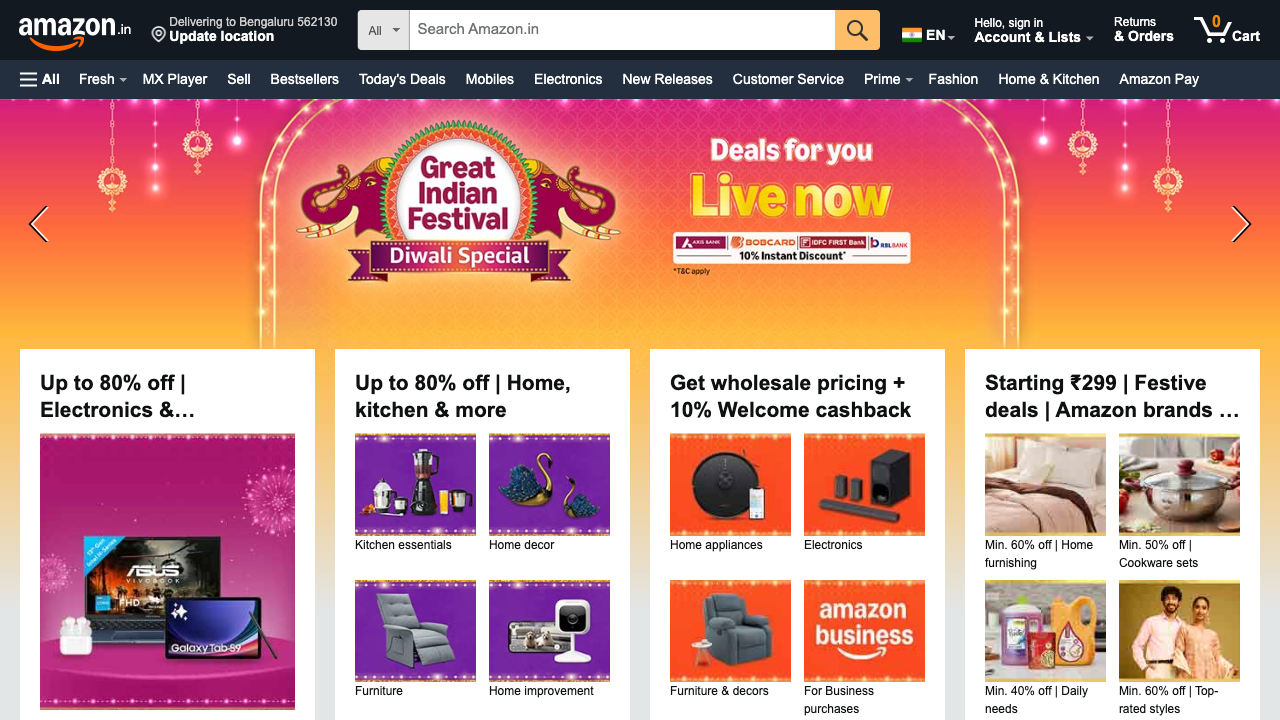 amazon.in
Delivering to Bengaluru 562130
Update location
All
Search Amazon.in
EN
Hello, sign in
Account & Lists
Returns
& Orders
0
Cart
All
Fresh
MX Player
Sell
Bestsellers
Today's Deals
Mobiles
Electronics
New Releases
Customer Service
Prime
Fashion
Home & Kitchen
Amazon Pay
Great
Indian
Festival
Diwali Special
Deals for you
Live now
AXIS BANK
BOBCARD
IDFC FIRST Bank
RBLBANK
10% Instant Discount*
*T&C apply
Up to 80% off |
Electronics &…
ASUS
VIVOBOOK
FHD
Galaxy Tab S9
Up to 80% off | Home,
kitchen & more
Kitchen essentials
Home decor
Furniture
Home improvement
Get wholesale pricing +
10% Welcome cashback
Home appliances
Electronics
Furniture & decors
amazon
business
For Business
purchases
Starting ₹299 | Festive
deals | Amazon brands …
Min. 60% off | Home
furnishing
Min. 50% off |
Cookware sets
Min. 40% off | Daily
needs
Min. 60% off | Top-
rated styles